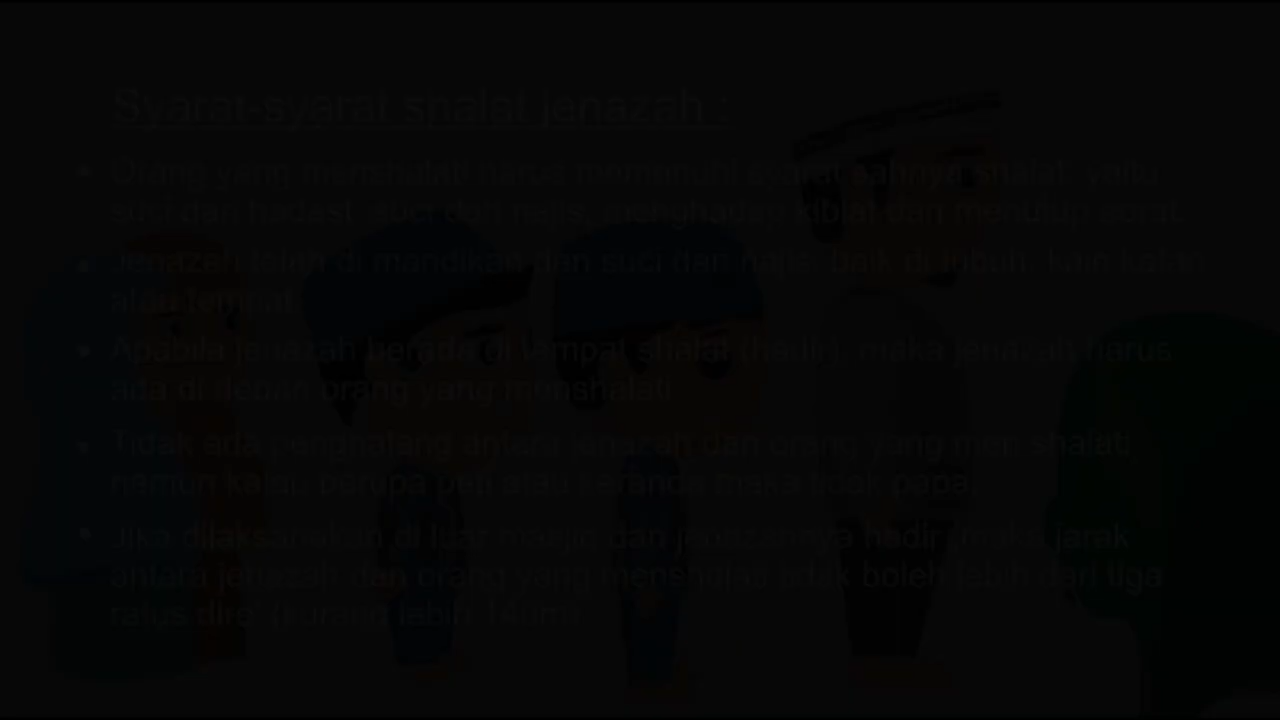 Syarat-syarat shalat jenazah :
• Orang yang menshalati harus memenuhi syarat sahnya shalat, yaitu
suci dari hadast, suci dari najis, menghadap kiblat dan menutup aurat.
• Jenazah telah di mandikan dan suci dari najis, baik di tubuh, kain kafan
atau tempat.
• Apabila jenazah berada di tempat shalat (hadir), maka jenazah harus
ada di depan orang yang menshalati
• Tidak ada penghalang antara jenazah dan orang yang men shalati,
namun kalau berupa peti atau keranda maka tidak papa
• Jika dilaksanakan di luar masjid dan jenazahnya hadir, maka jarak
antara jenazah dan orang yang menshalati tidak boleh lebih dari tiga
ratus dira' (kurang lebih